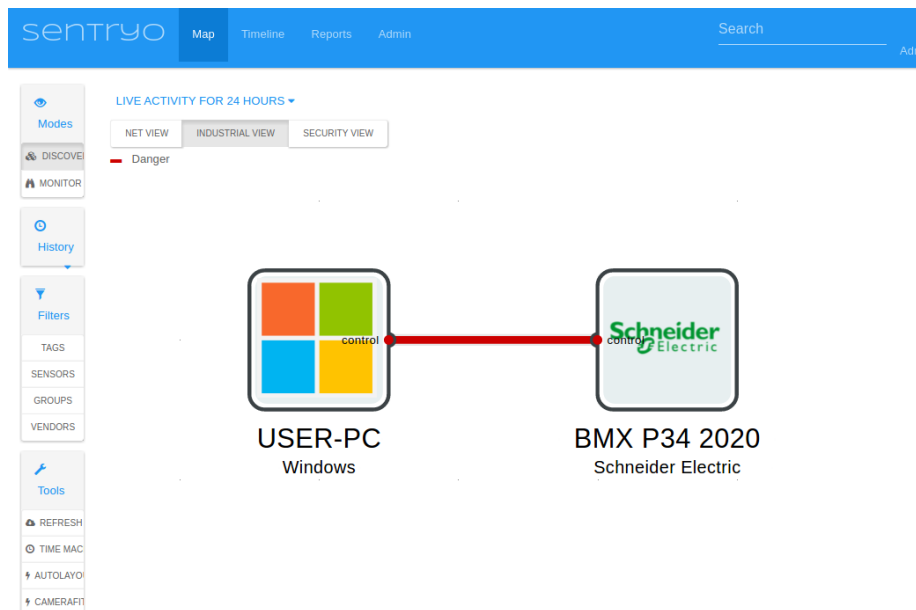 sentryo
Map Timeline Reports Admin
Search
Modes
DISCOVE
MONITOR
History
Filters
TAGS
SENSORS
GROUPS
VENDORS
Tools
REFRESH
TIME MAC
AUTOLAYO
CAMERAFIT
LIVE ACTIVITY FOR 24 HOURS
NET VIEW INDUSTRIAL VIEW SECURITY VIEW
Danger
control control
Schneider
Electric
USER-PC BMX P34 2020
Windows Schneider Electric